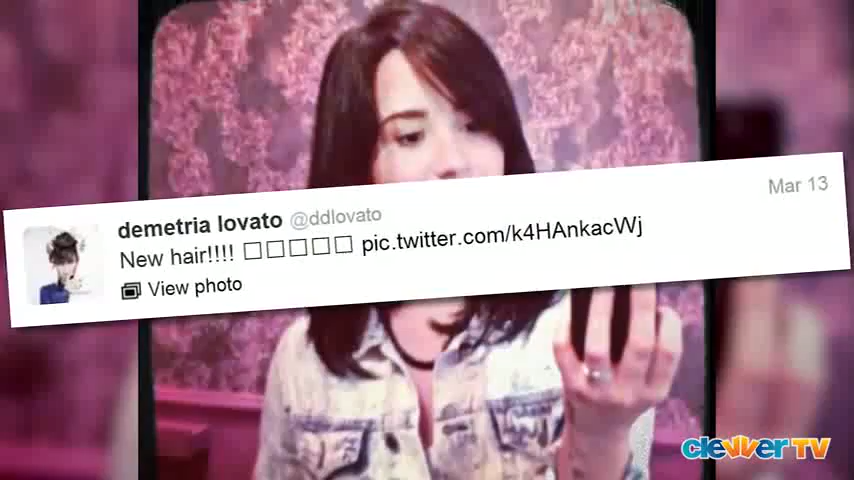 Mar 13
demetria lovato @ddlovato
New hair!!!! □□□□□ pic.twitter.com/k4HAnkacWj
View photo
clevver TV